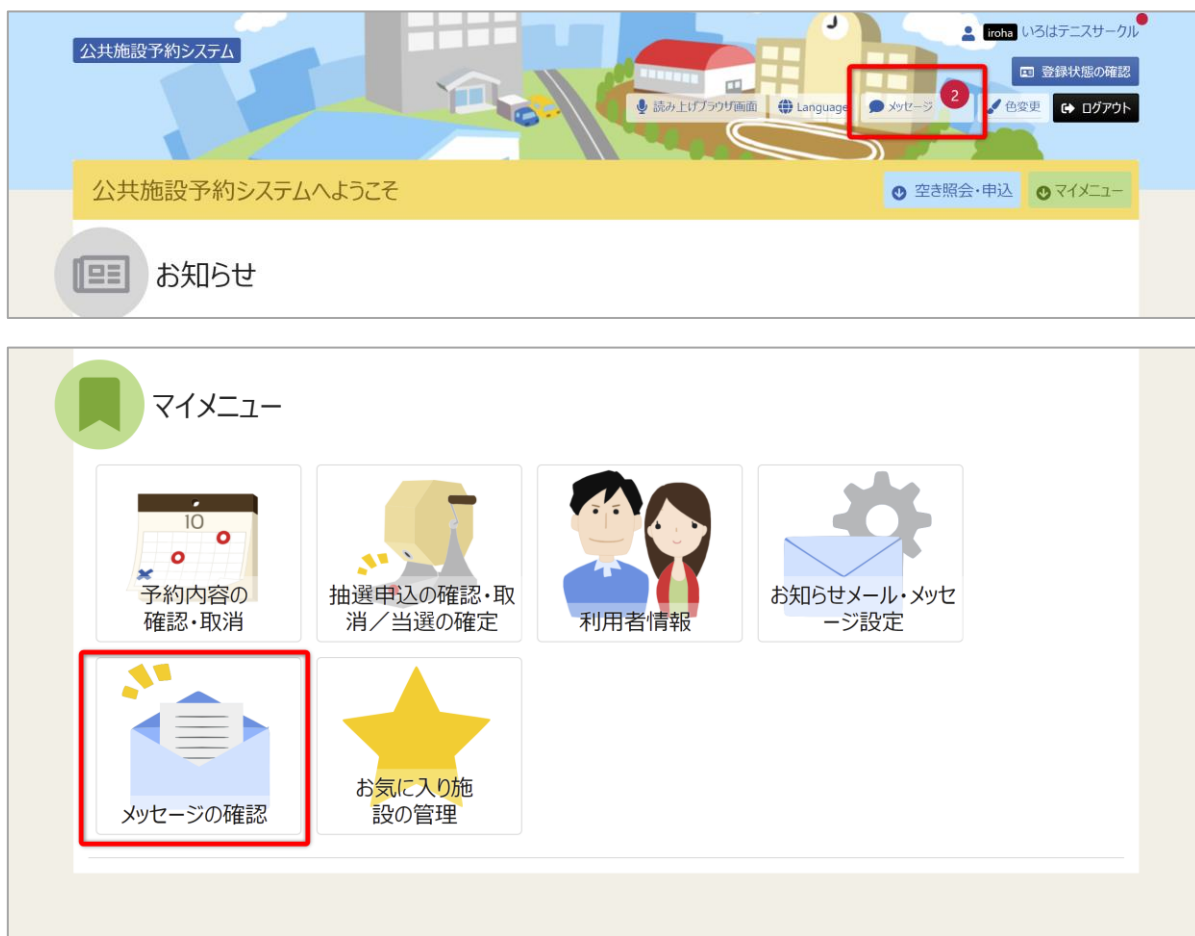 公共施設予約システム
iroha いろはテニスサークル
登録状態の確認
読み上げブラウザ画面 Language メッセージ 2 色変更 ログアウト
公共施設予約システムへようこそ
空き照会・申込 マイメニュー
お知らせ
マイメニュー
10
予約内容の
確認・取消
抽選申込の確認・取
消／当選の確定
利用者情報
お知らせメール・メッセ
ージ設定
メッセージの確認
お気に入り施
設の管理